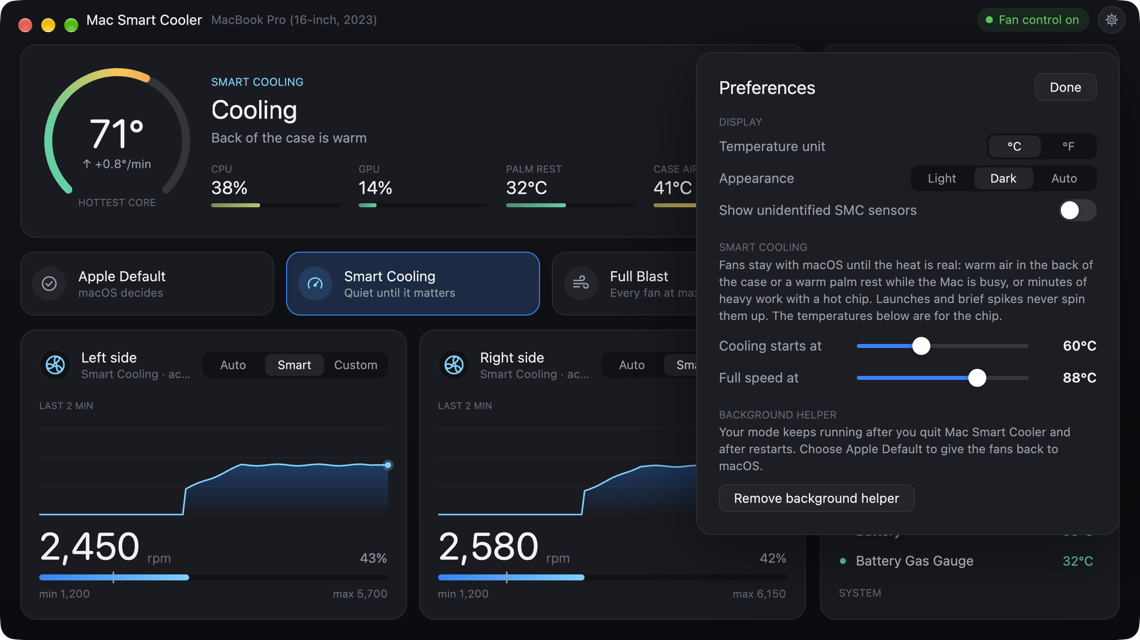 Mac Smart Cooler MacBook Pro (16-inch, 2023)
Fan control on
71°
↑ +0.8°/min
HOTTEST CORE
SMART COOLING
Cooling
Back of the case is warm
CPU
38%
GPU
14%
PALM REST
32°C
CASE AIR
41°C
Apple Default
macOS decides
Smart Cooling
Quiet until it matters
Full Blast
Every fan at
Left side
Smart Cooling · ac...
Auto Smart Custom
LAST 2 MIN
2,450 rpm
43%
min 1,200
max 5,700
Right side
Smart Cooling · ac...
Auto
LAST 2 MIN
2,580 rpm
42%
min 1,200
max 6,150
Preferences
Done
DISPLAY
Temperature unit
°C °F
Appearance
Light Dark Auto
Show unidentified SMC sensors
SMART COOLING
Fans stay with macOS until the heat is real: warm air in the back of
the case or a warm palm rest while the Mac is busy, or minutes of
heavy work with a hot chip. Launches and brief spikes never spin
them up. The temperatures below are for the chip.
Cooling starts at
60°C
Full speed at
88°C
BACKGROUND HELPER
Your mode keeps running after you quit Mac Smart Cooler and
after restarts. Choose Apple Default to give the fans back to
macOS.
Remove background helper
Battery Gas Gauge
32°C
SYSTEM